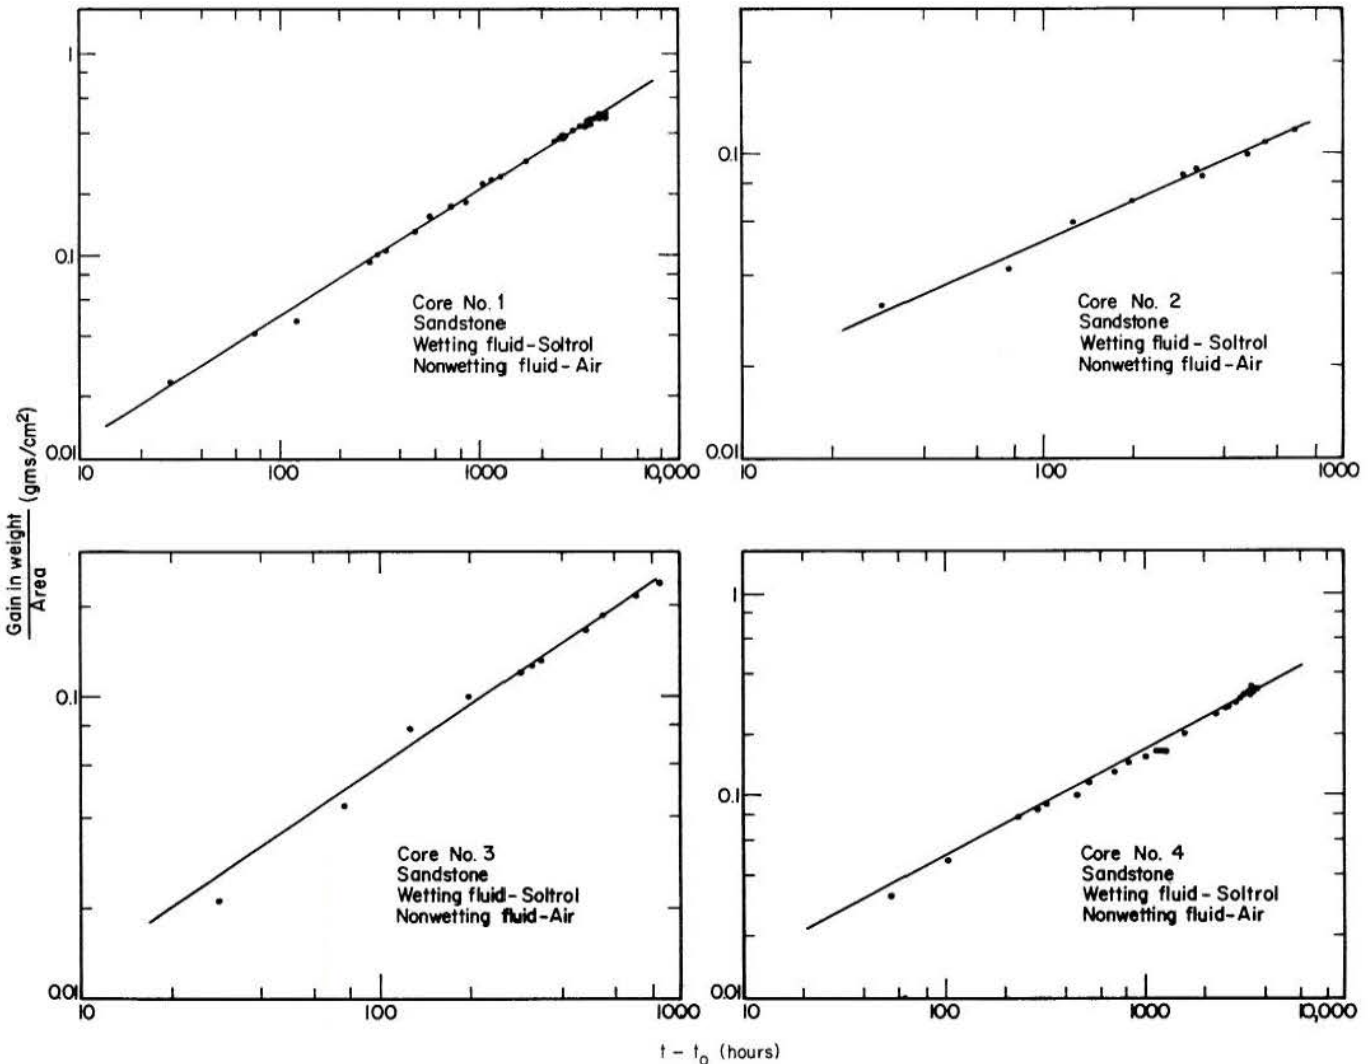 1
0.1
0.01
10 100 1000 10,000
Core No. 1
Sandstone
Wetting fluid-Soltrol
Nonwetting fluid-Air
0.1
0.01
10 100 1000
Core No. 2
Sandstone
Wetting fluid-Soltrol
Nonwetting fluid-Air
Gain in weight
Area
(gms/cm²)
0.1
0.01
10 100 1000
Core No. 3
Sandstone
Wetting fluid-Soltrol
Nonwetting fluid-Air
1
0.1
0.01
10 100 1000 10,000
Core No. 4
Sandstone
Wetting fluid-Soltrol
Nonwetting fluid-Air
t - t₀ (hours)